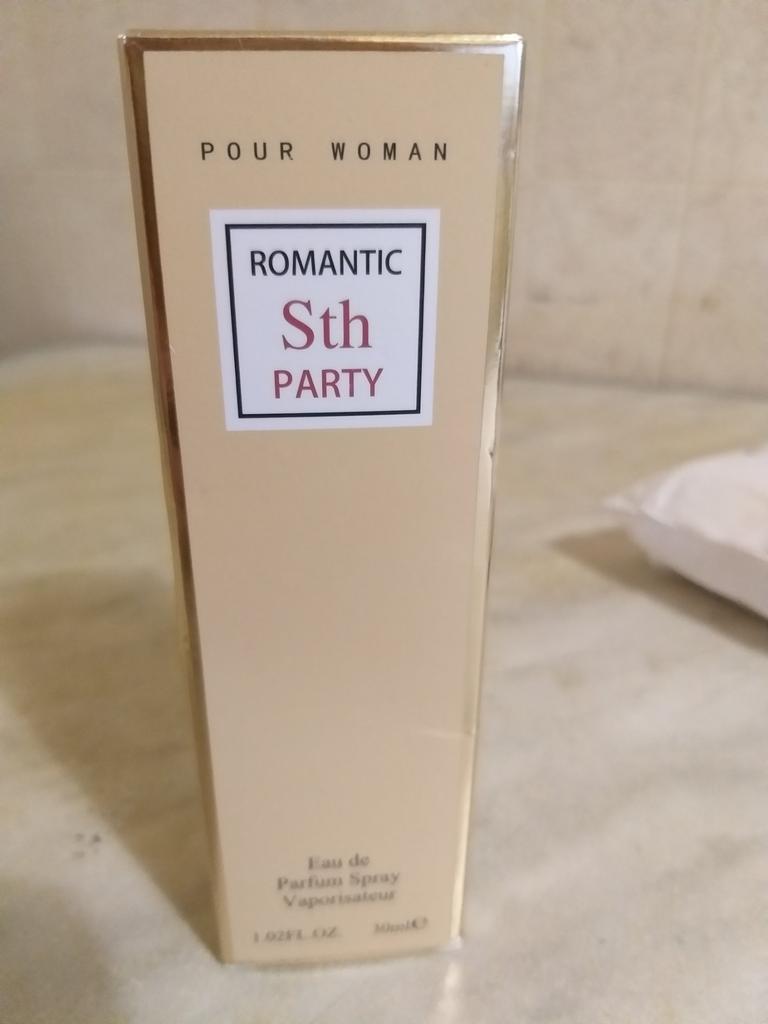 POUR WOMAN
ROMANTIC
Sth
PARTY
Eau de
Parfum Spray
Vaporisateur
1.02FL.OZ. 30ml℮